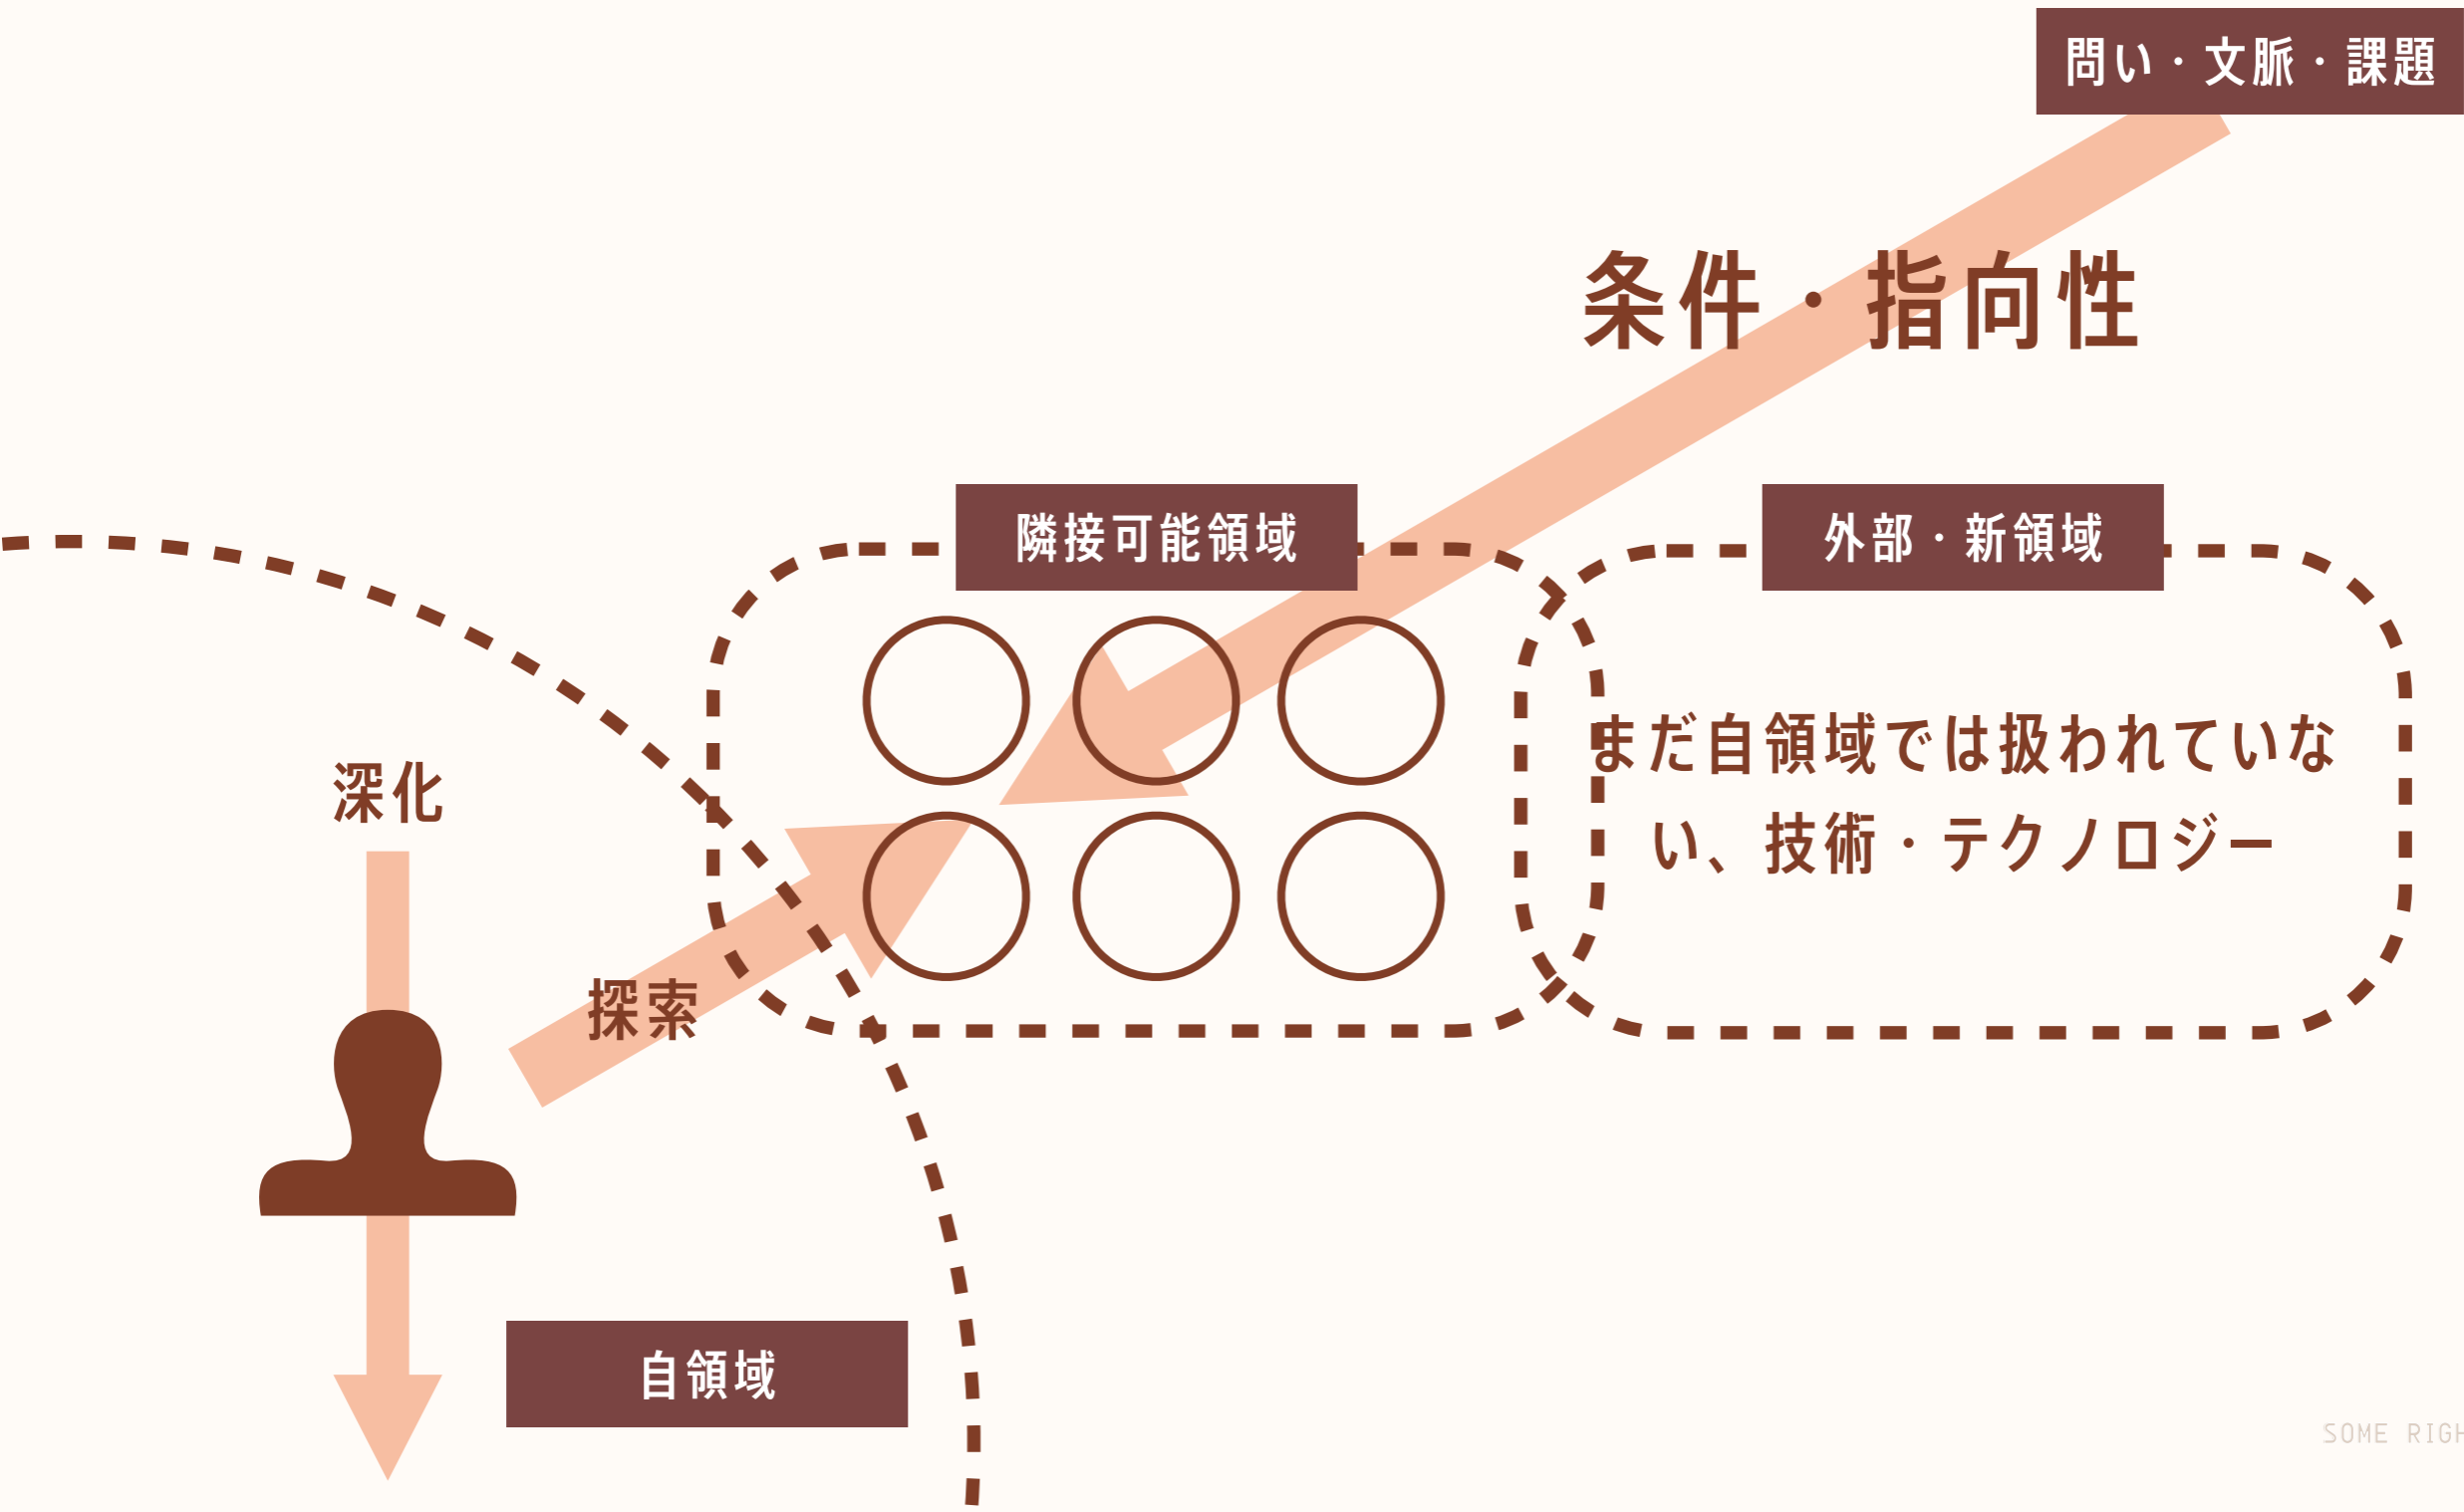 問い・文脈・課題
条件・指向性
隣接可能領域
外部・新領域
まだ自領域では扱われていな
い、技術・テクノロジー
深化
探索
自領域
SOME